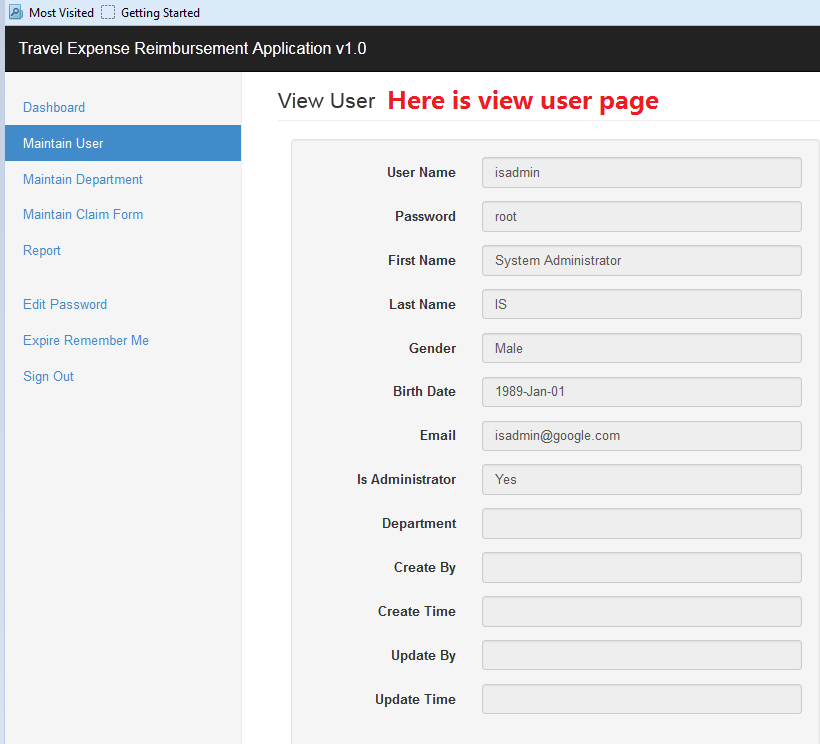 Most Visited Getting Started
Travel Expense Reimbursement Application v1.0
Dashboard
Maintain User
Maintain Department
Maintain Claim Form
Report
Edit Password
Expire Remember Me
Sign Out
View User Here is view user page
User Name isadmin
Password root
First Name System Administrator
Last Name IS
Gender Male
Birth Date 1989-Jan-01
Email isadmin@google.com
Is Administrator Yes
Department
Create By
Create Time
Update By
Update Time